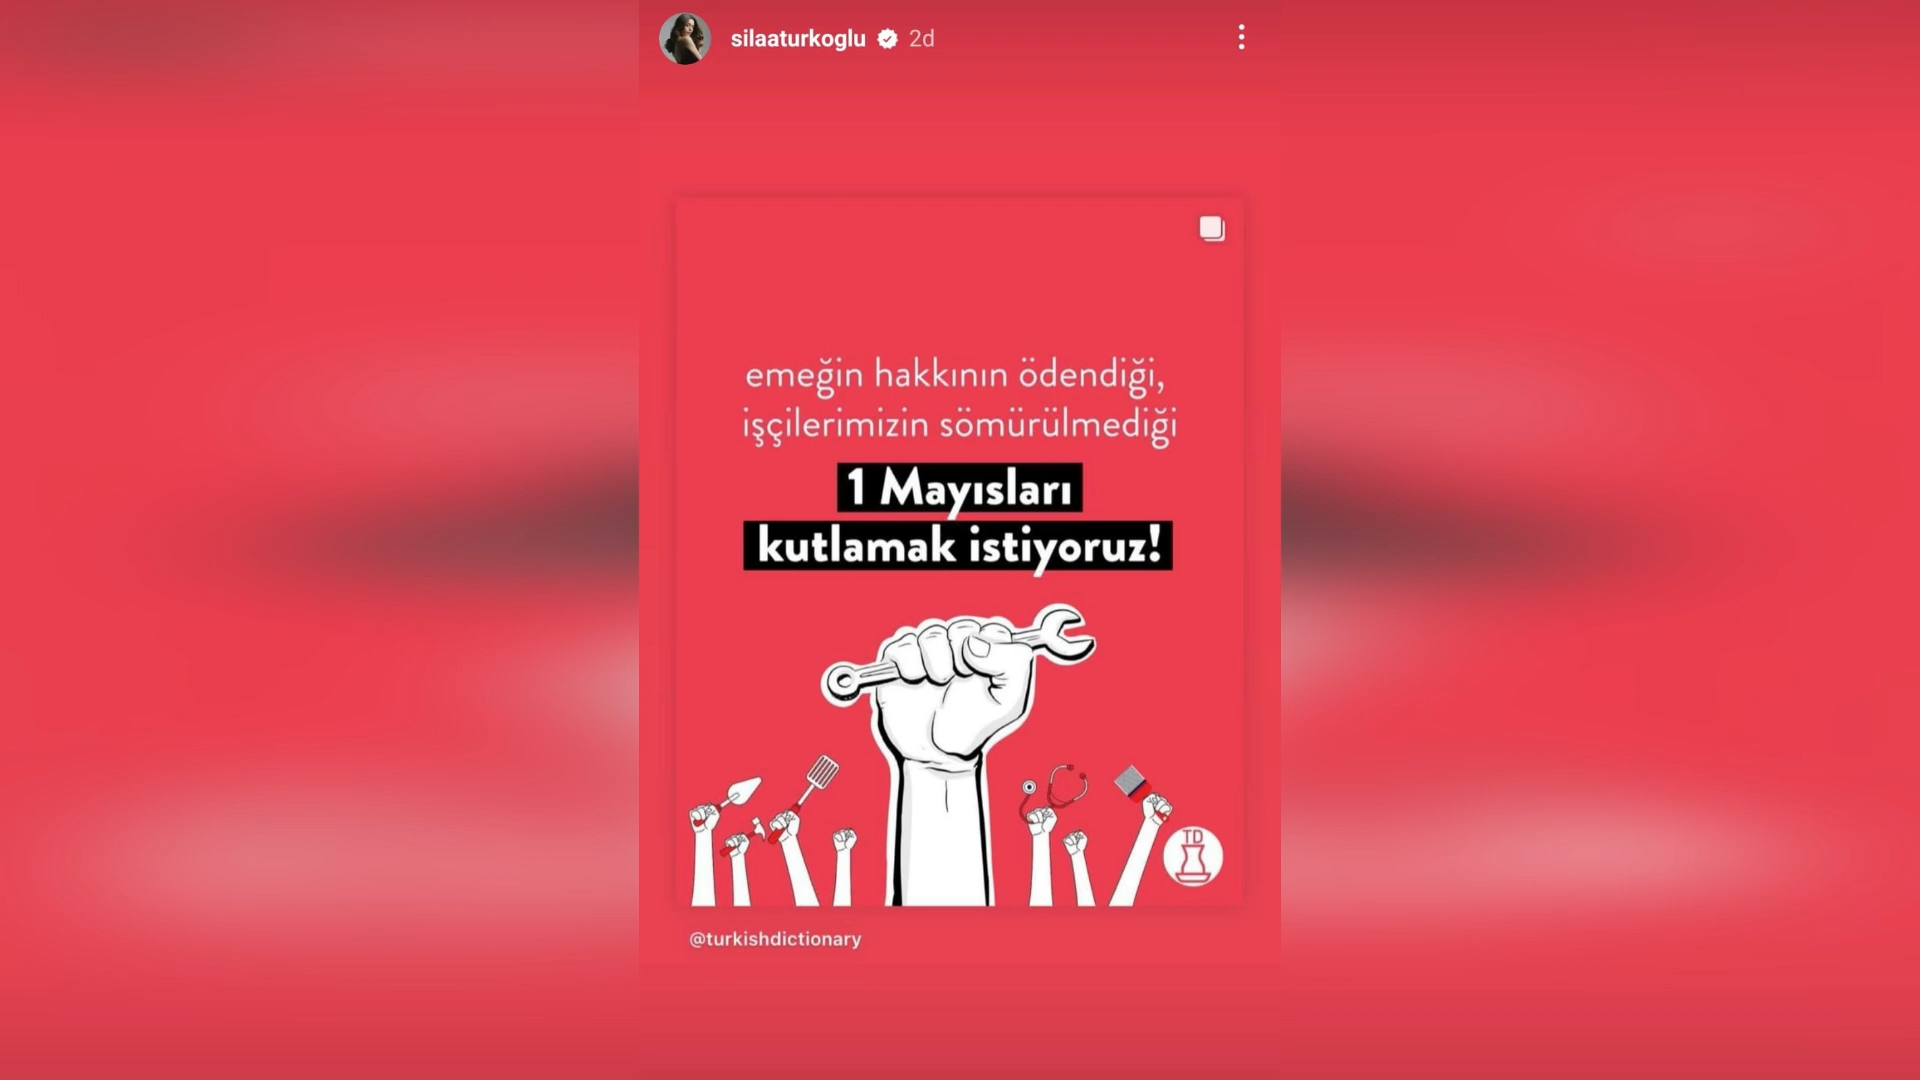 silaaturkoglu 2d
emeğin hakkının ödendiği,
işçilerimizin sömürülmediği
1 Mayısları
kutlamak istiyoruz!
TD
@turkishdictionary